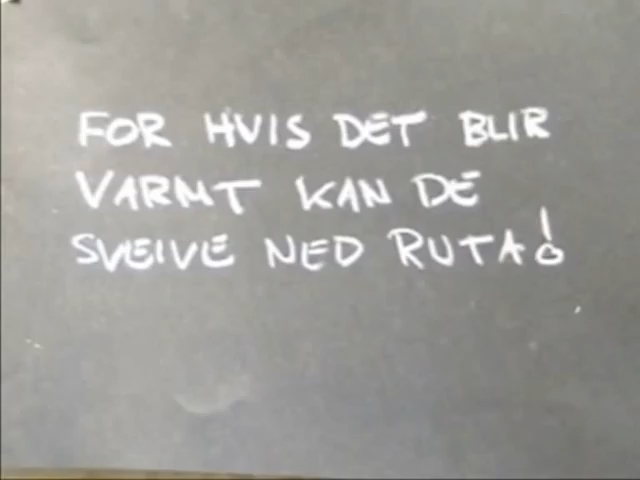 FOR HVIS DET BLIR
VARMT KAN DE
SVEIVE NED RUTA!